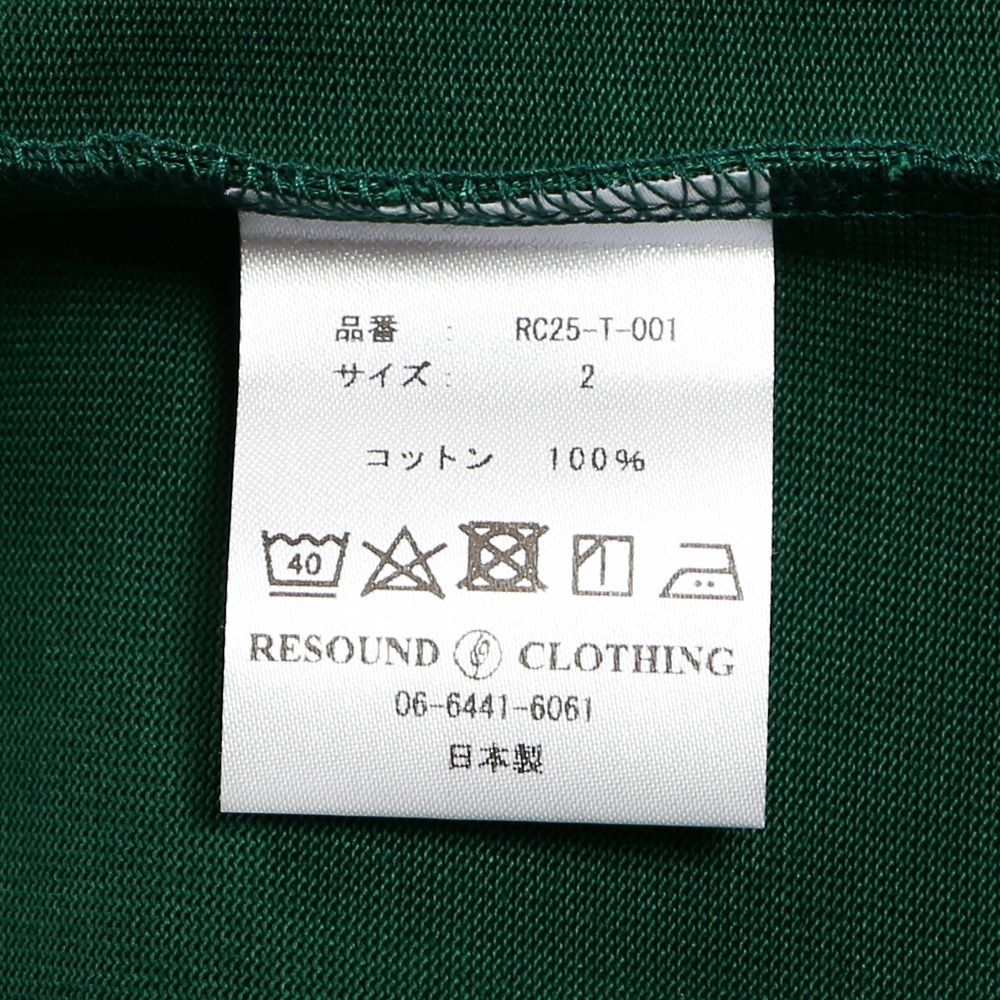 品番 : RC25-T-001
サイズ : 2
コットン 100%
40
RESOUND CLOTHING
06-6441-6061
日本製